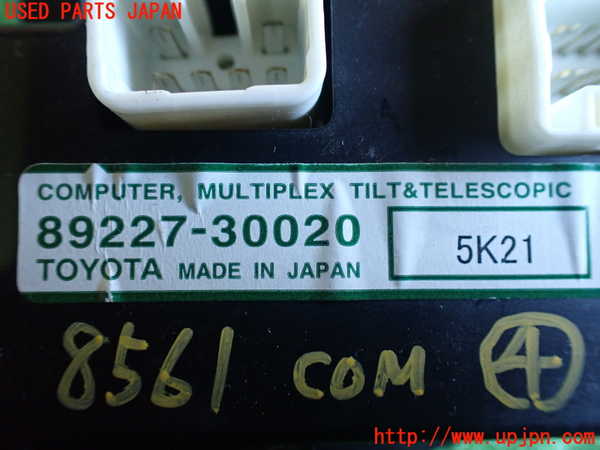 USED PARTS JAPAN
COMPUTER, MULTIPLEX TILT&TELESCOPIC
89227-30020
5K21
TOYOTA MADE IN JAPAN
8561 COM 4
http://www.upjpn.com/